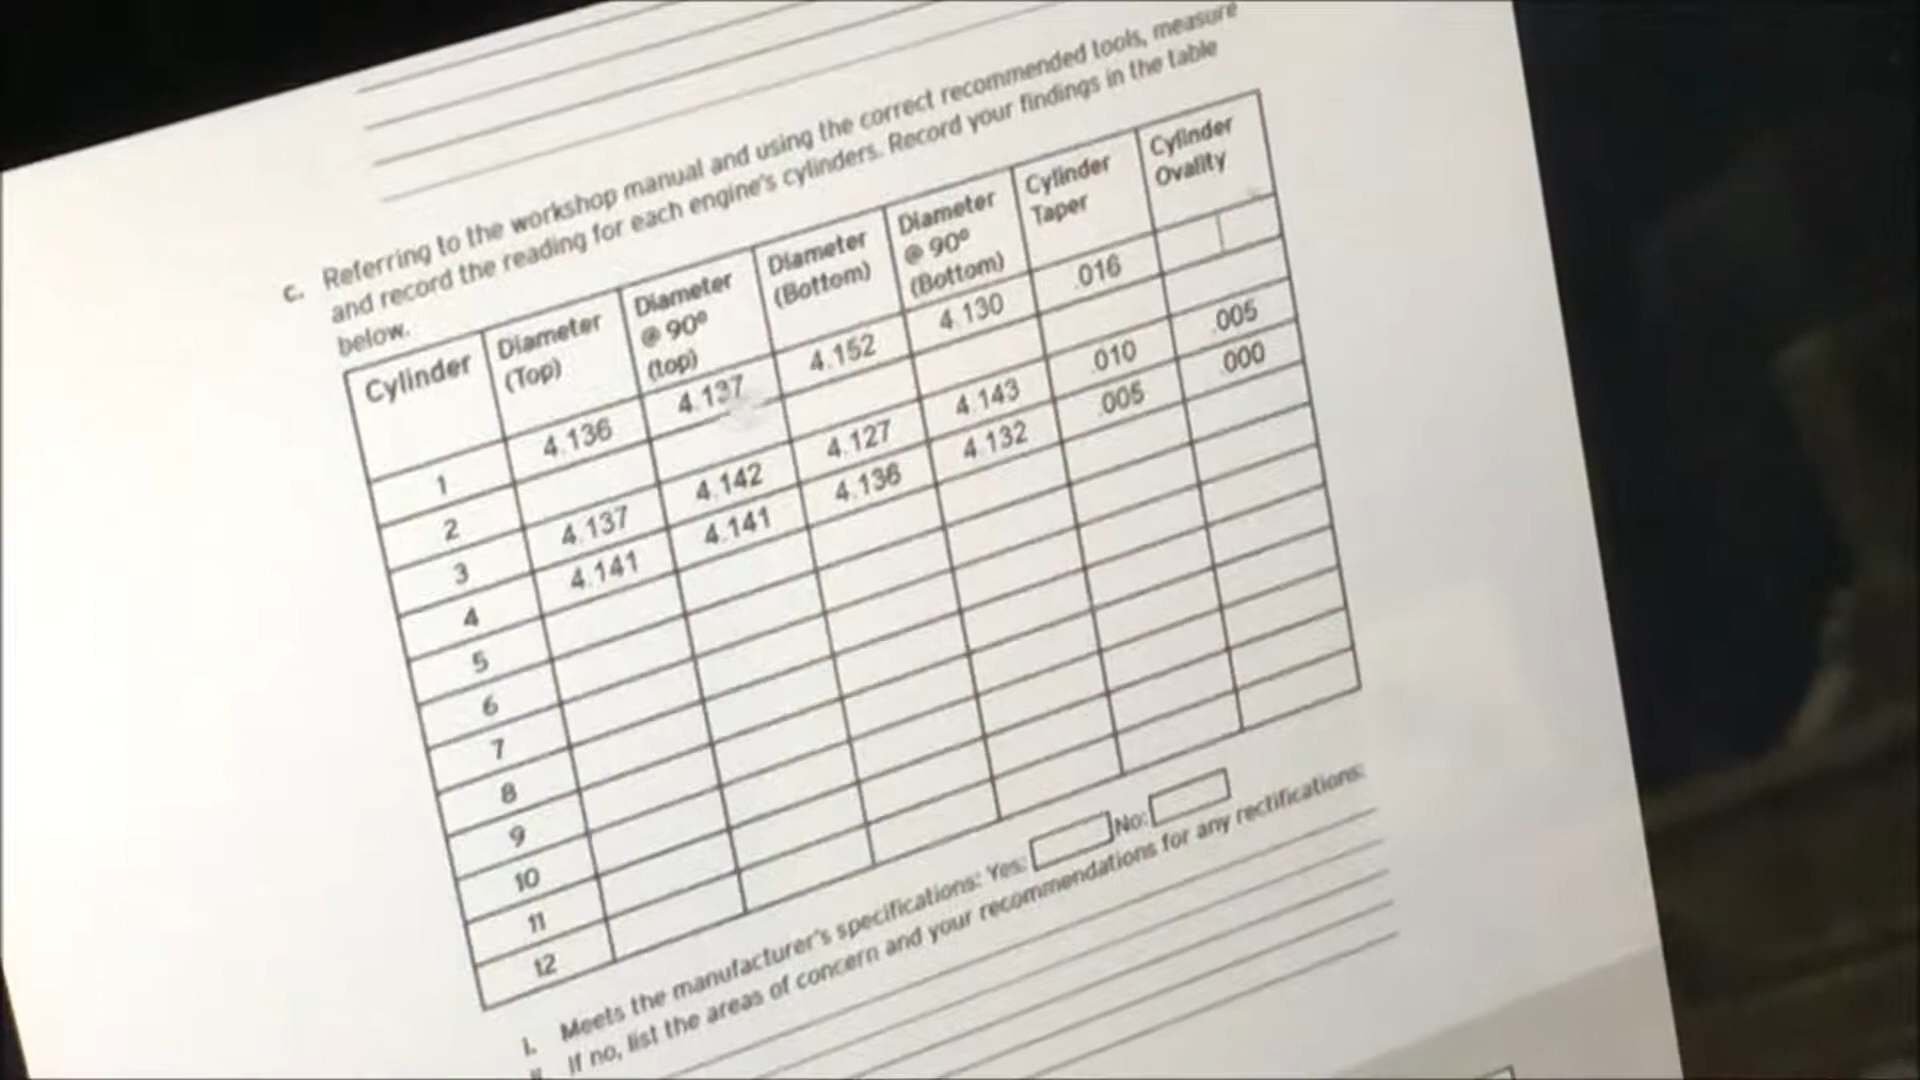 c. Referring to the workshop manual and using the correct recommended tools, measure
and record the reading for each engine's cylinders. Record your findings in the table
below.
Cylinder Diameter (Top) Diameter @ 90° (top) Diameter (Bottom) Diameter @ 90° (Bottom) Cylinder Taper Cylinder Ovality
1 4.136 4.137 4.152 4.130 .016
2
3 4.137 4.142 4.127 4.143 .010 .005
4 4.141 4.141 4.136 4.132 .005 .000
5
6
7
8
9
10
11
12
i. Meets the manufacturer's specifications: Yes: No:
ii. If no, list the areas of concern and your recommendations for any rectifications: